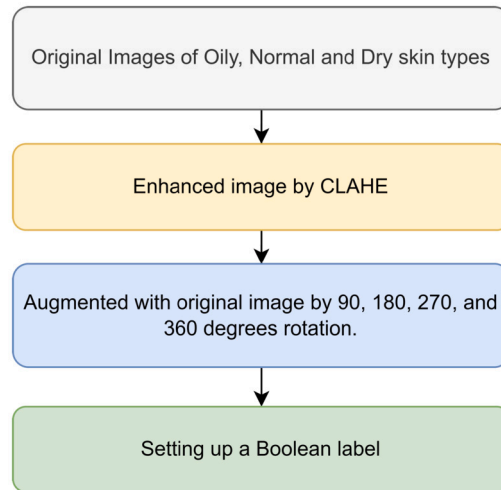 Original Images of Oily, Normal and Dry skin types
Enhanced image by CLAHE
Augmented with original image by 90, 180, 270, and
360 degrees rotation.
Setting up a Boolean label